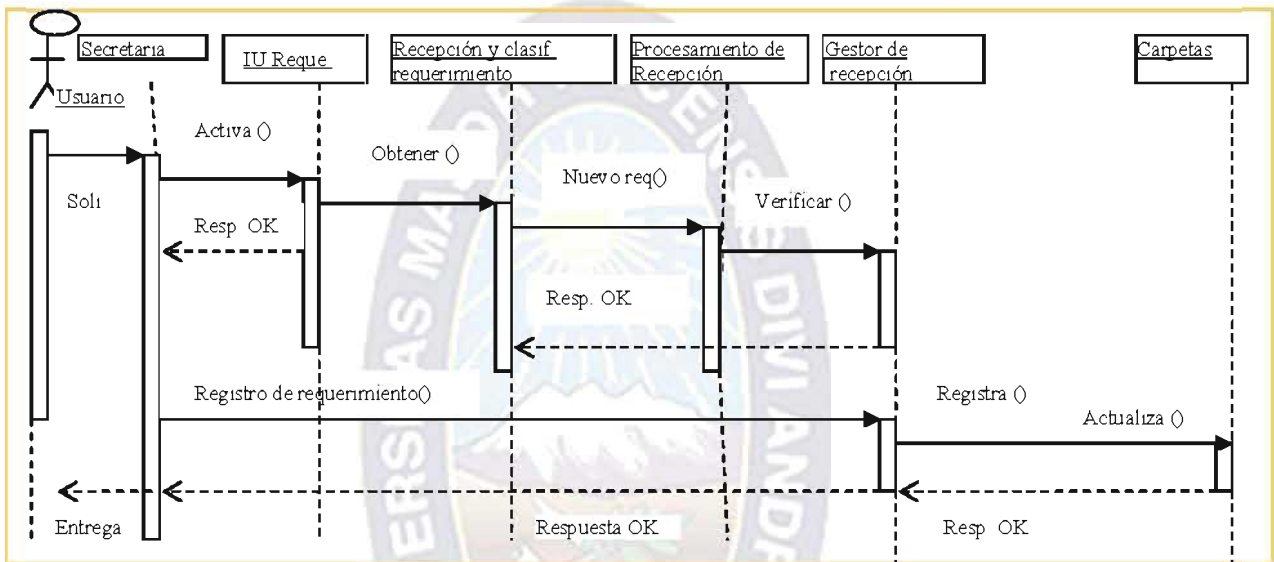 Secretaria
IU Reque
Recepción y clasif
requerimiento
Procesamiento de
Recepción
Gestor de
recepción
Carpetas
Usuario
Activa ()
Obtener ()
Nuevo req()
Verificar ()
Soli
Resp OK
Resp. OK
Registro de requerimiento()
Registra ()
Actualiza ()
Entrega
Respuesta OK
Resp OK